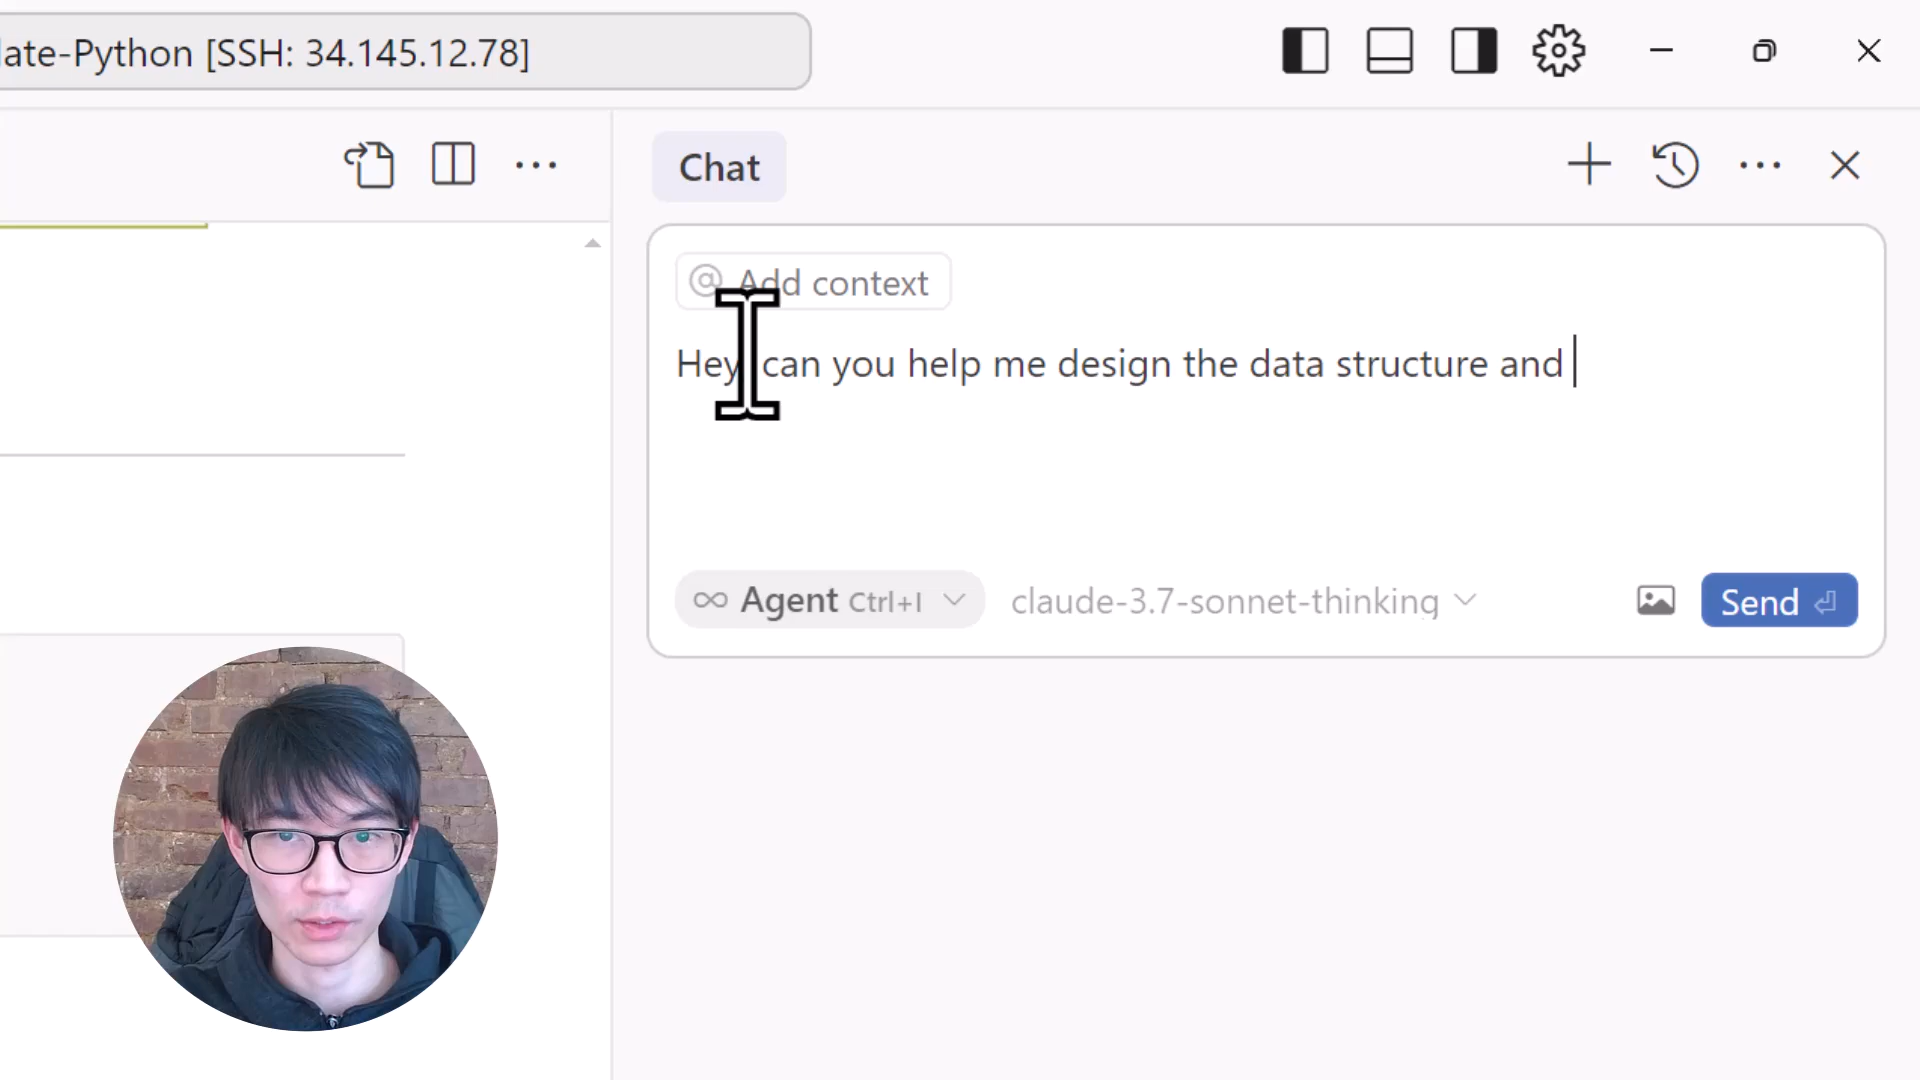 late-Python [SSH: 34.145.12.78]
Chat
@ Add context
Hey can you help me design the data structure and
Agent Ctrl+I
claude-3.7-sonnet-thinking
Send